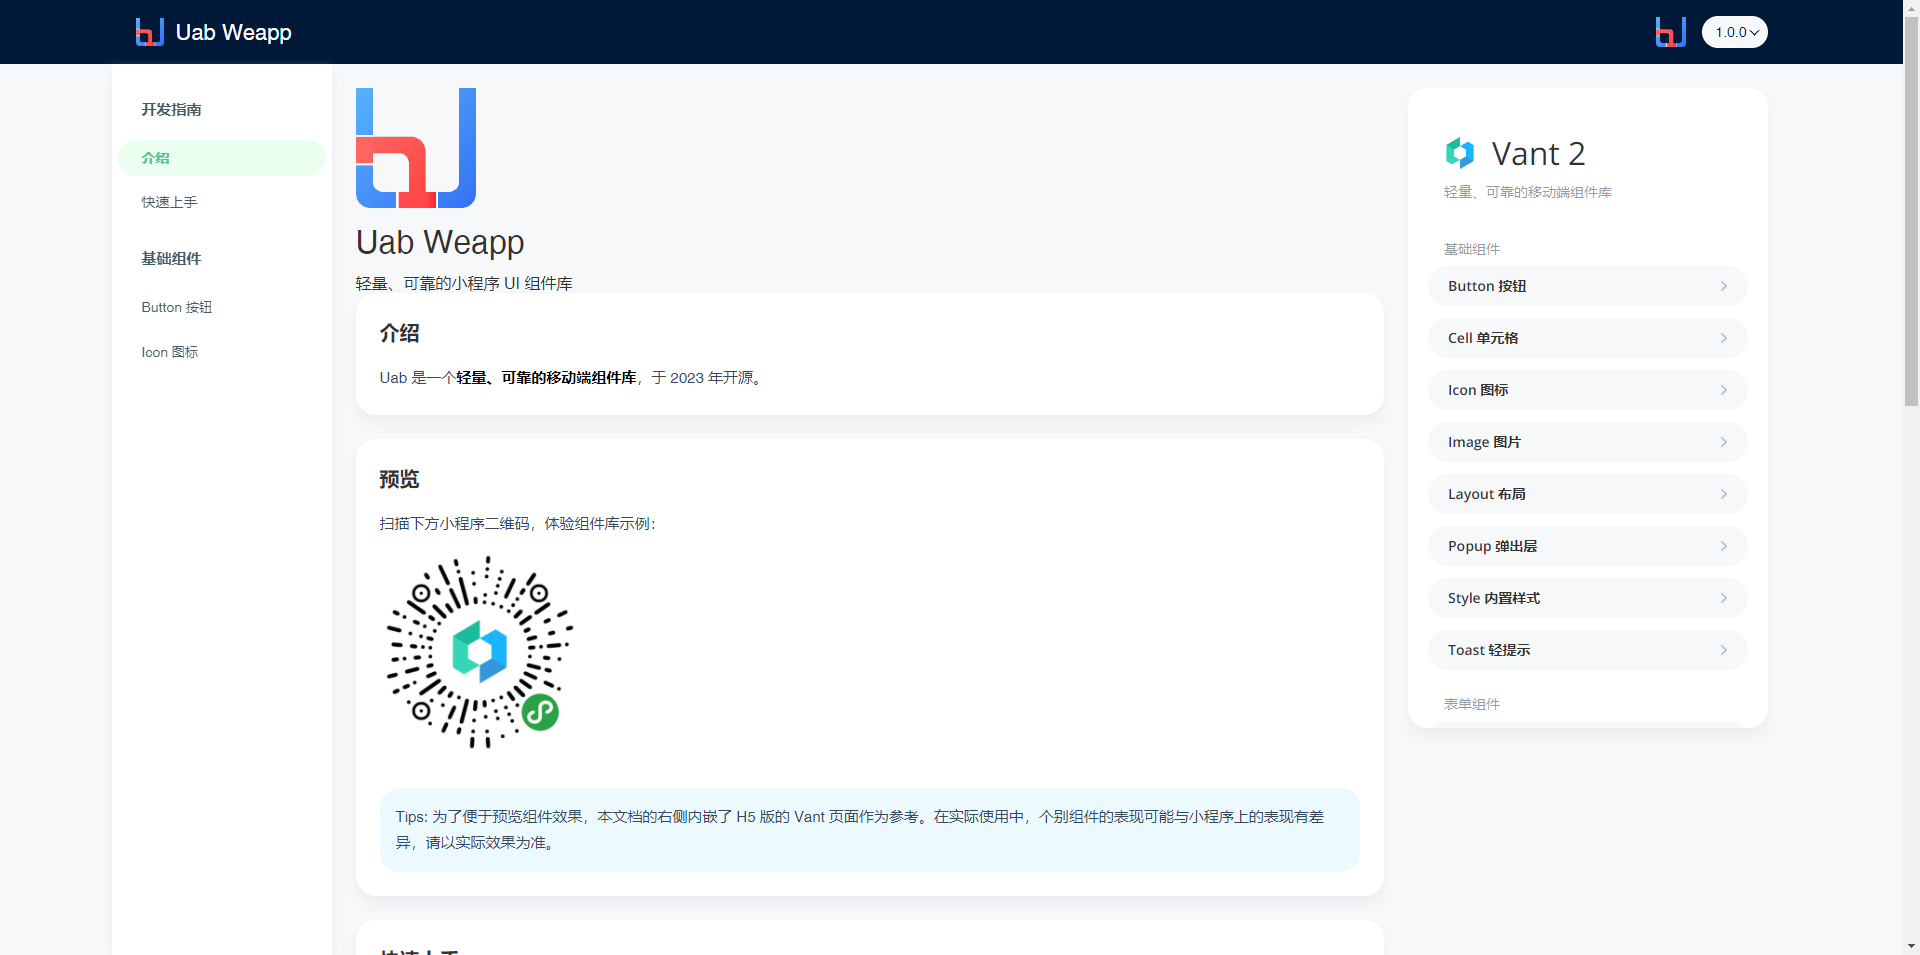 Uab Weapp
1.0.0
开发指南
介绍
快速上手
基础组件
Button 按钮
Icon 图标
Uab Weapp
轻量、可靠的小程序 UI 组件库
介绍
Uab 是一个轻量、可靠的移动端组件库，于 2023 年开源。
预览
扫描下方小程序二维码，体验组件库示例：
Tips: 为了便于预览组件效果，本文档的右侧内嵌了 H5 版的 Vant 页面作为参考。在实际使用中，个别组件的表现可能与小程序上的表现有差
异，请以实际效果为准。
快速上手
Vant 2
轻量、可靠的移动端组件库
基础组件
Button 按钮
Cell 单元格
Icon 图标
Image 图片
Layout 布局
Popup 弹出层
Style 内置样式
Toast 轻提示
表单组件